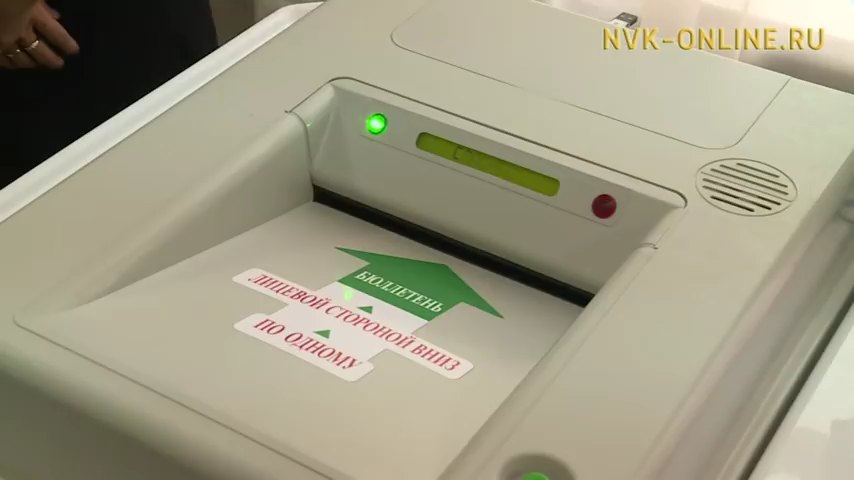 NVK-ONLINE.RU
БЮЛЛЕТЕНЬ
ЛИЦЕВОЙ СТОРОНОЙ ВНИЗ
ПО ОДНОМУ